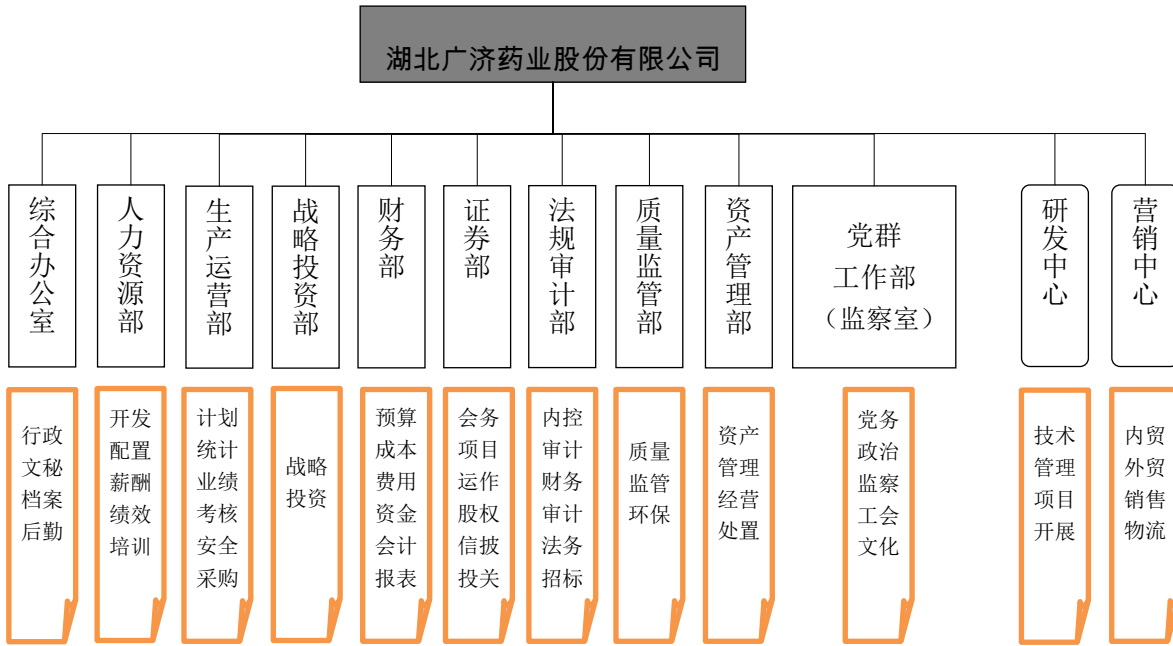 湖北广济药业股份有限公司
综合办公室
人力资源部
生产运营部
战略投资部
财务部
证券部
法规审计部
质量监管部
资产管理部
党群
工作部
（监察室）
研发中心
营销中心
行政
文秘
档案
后勤
开发
配置
薪酬
绩效
培训
计划
统计
业绩
考核
安全
采购
战略
投资
预算
成本
费用
资金
会计
报表
会务
项目
运作
股权
信披
投关
内控
审计
财务
审计
法务
招标
质量
监管
环保
资产
管理
经营
处置
党务
政治
监察
工会
文化
技术
管理
项目
开展
内贸
外贸
销售
物流